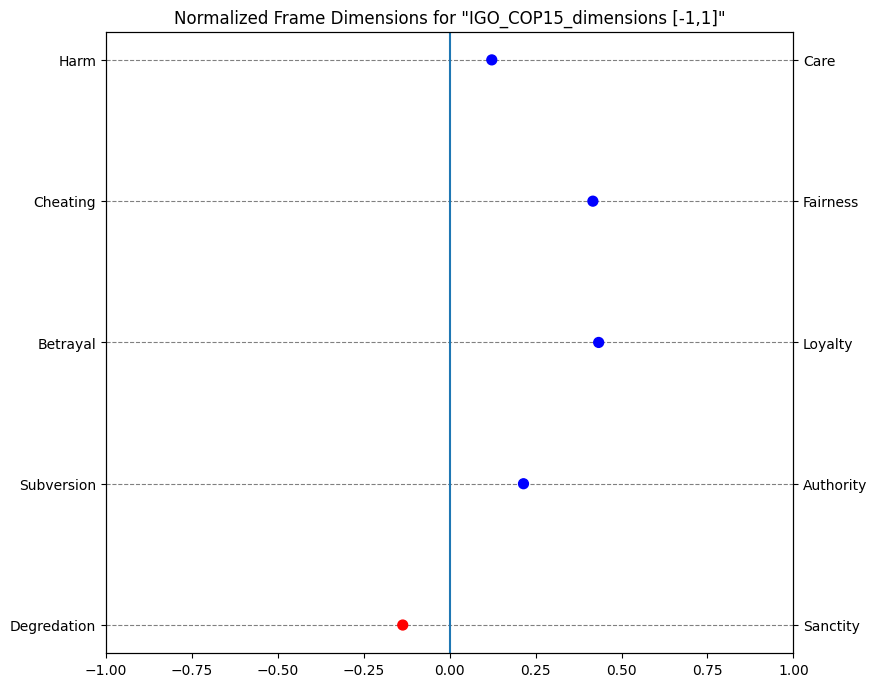 Normalized Frame Dimensions for "IGO_COP15_dimensions [-1,1]"
Harm Care
Cheating Fairness
Betrayal Loyalty
Subversion Authority
Degredation Sanctity
−1.00 −0.75 −0.50 −0.25 0.00 0.25 0.50 0.75 1.00